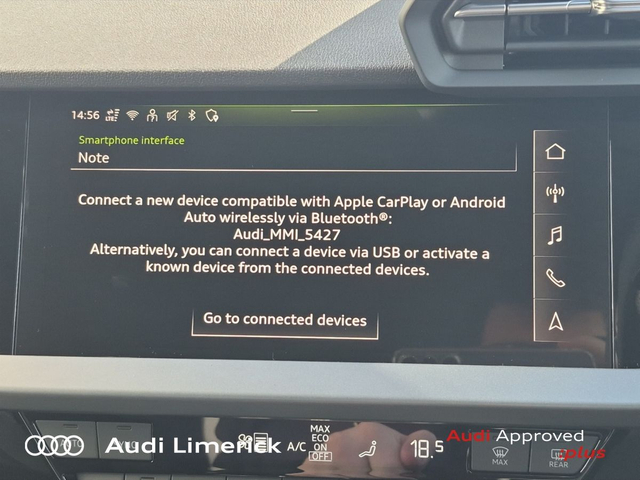 14:56 LTE
Smartphone interface
Note
Connect a new device compatible with Apple CarPlay or Android
Auto wirelessly via Bluetooth®:
Audi_MMI_5427
Alternatively, you can connect a device via USB or activate a
known device from the connected devices.
Go to connected devices
Audi Limerick
A/C
MAX
ECO
ON
OFF
18.5
Audi Approved
:plus
MAX
REAR